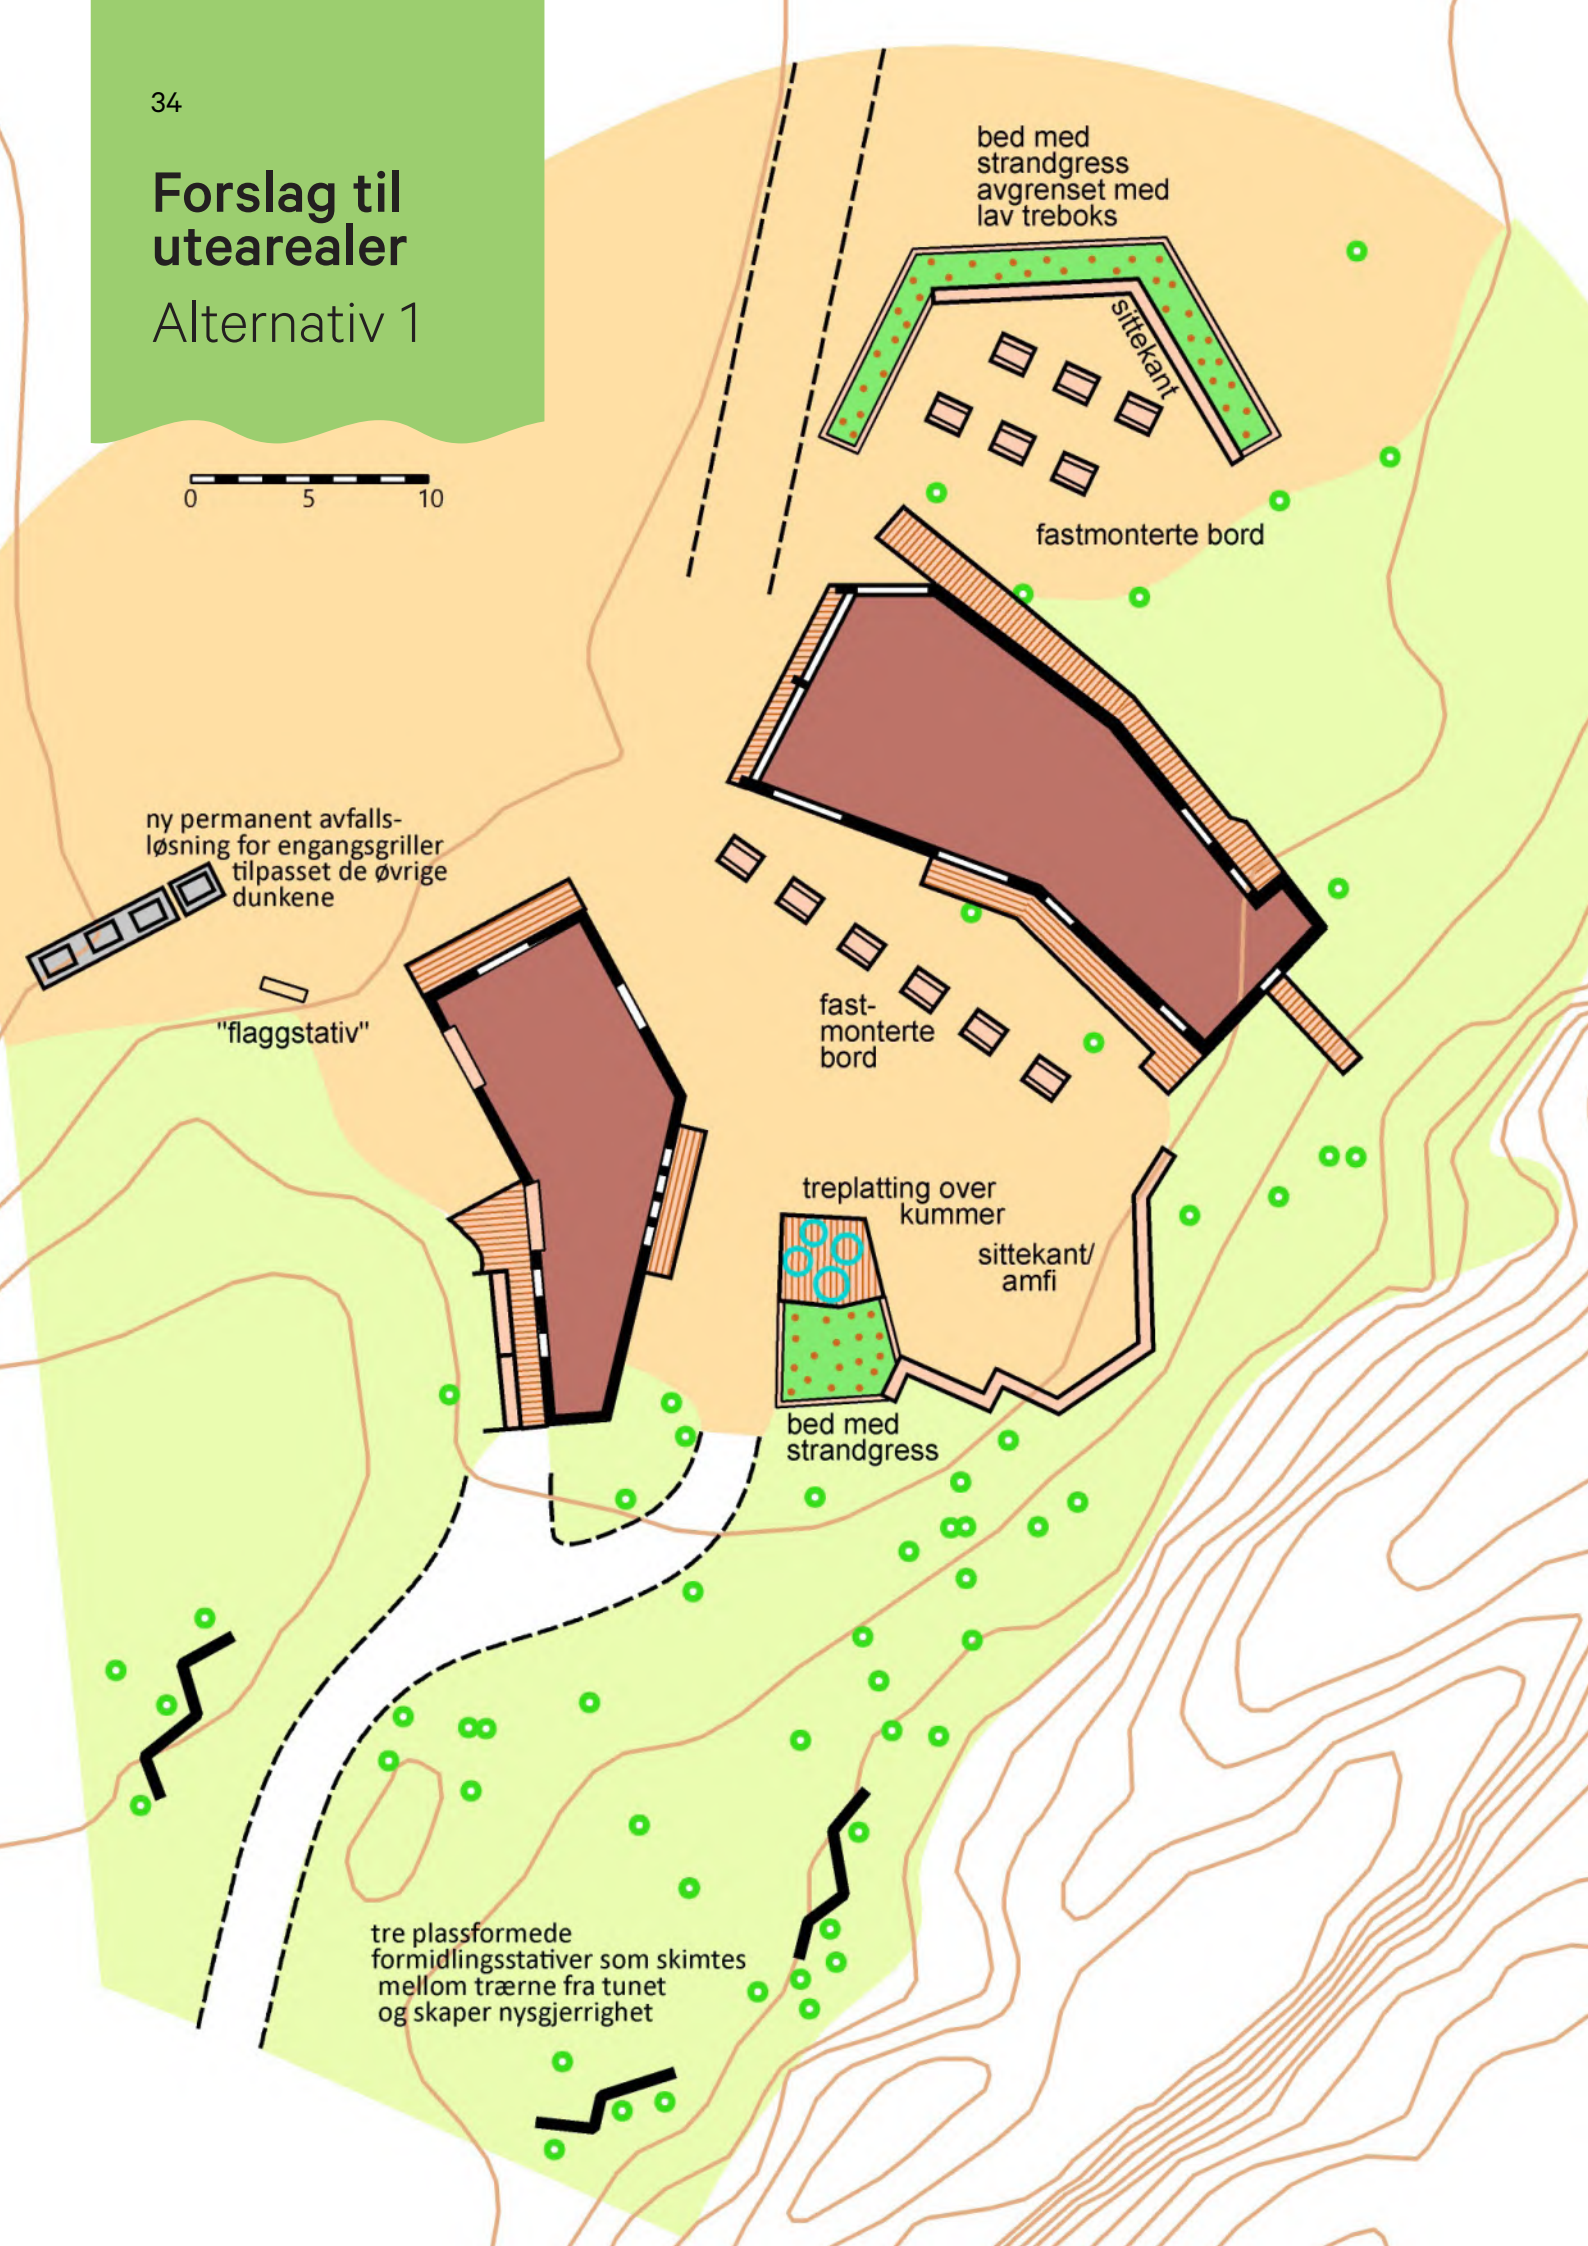 34
Forslag til
utearealer
Alternativ 1
0 5 10
bed med
strandgress
avgrenset med
lav treboks
sittekant
fastmonterte bord
ny permanent avfalls-
løsning for engangsgriller
tilpasset de øvrige
dunkene
"flaggstativ"
fast-
monterte
bord
treplatting over
kummer
sittekant/
amfi
bed med
strandgress
tre plassformede
formidlingsstativer som skimtes
mellom trærne fra tunet
og skaper nysgjerrighet